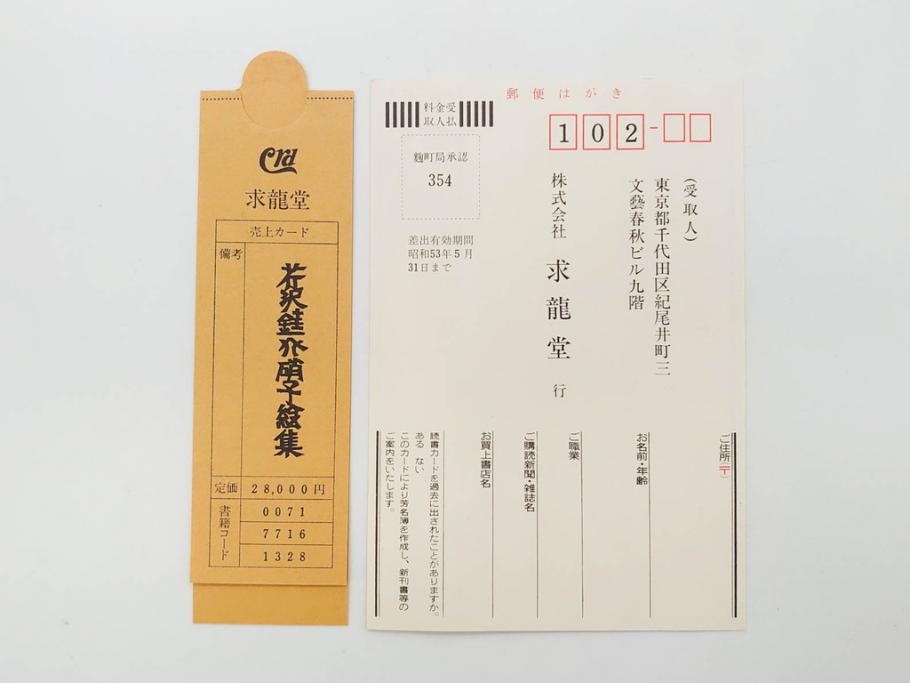 crd
求龍堂
売上カード
備考
芹沢銈介硝子絵集
定価 28,000円
書籍コード
0071
7716
1328
郵便はがき
料金受
取人払
麹町局承認
354
差出有効期間
昭和53年5月
31日まで
102-
(受取人)
東京都千代田区紀尾井町三
文藝春秋ビル九階
株式会社 求龍堂 行
ご住所(〒)
お名前・年齢
ご職業
ご購読新聞・雑誌名
お買上書店名
読書カードを過去に出されたことがありますか。
ある ない
このカードにより芳名簿を作成し、新刊書等の
ご案内をいたします。